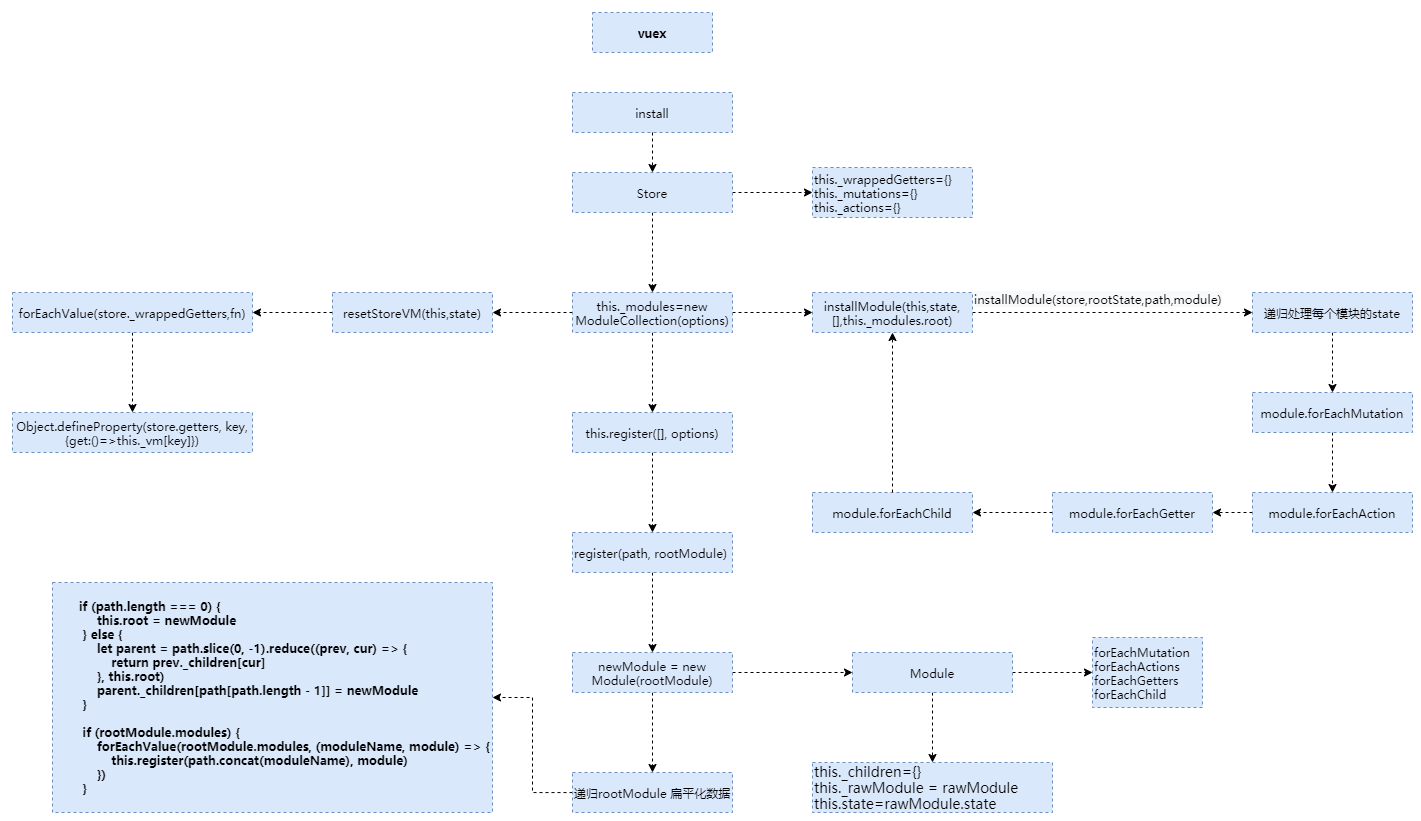 vuex
install
Store
this._wrappedGetters={}
this._mutations={}
this._actions={}
forEachValue(store._wrappedGetters,fn)
resetStoreVM(this,state)
this._modules=new
ModuleCollection(options)
installModule(this,state,
[],this._modules.root)
installModule(store,rootState,path,module)
递归处理每个模块的state
Object.defineProperty(store.getters, key,
{get:()=>this._vm[key]})
this.register([], options)
module.forEachMutation
module.forEachChild
module.forEachGetter
module.forEachAction
register(path, rootModule)
if (path.length === 0) {
this.root = newModule
} else {
let parent = path.slice(0, -1).reduce((prev, cur) => {
return prev._children[cur]
}, this.root)
parent._children[path[path.length - 1]] = newModule
}
if (rootModule.modules) {
forEachValue(rootModule.modules, (moduleName, module) => {
this.register(path.concat(moduleName), module)
})
}
newModule = new
Module(rootModule)
Module
forEachMutation
forEachActions
forEachGetters
forEachChild
递归rootModule 扁平化数据
this._children={}
this._rawModule = rawModule
this.state=rawModule.state